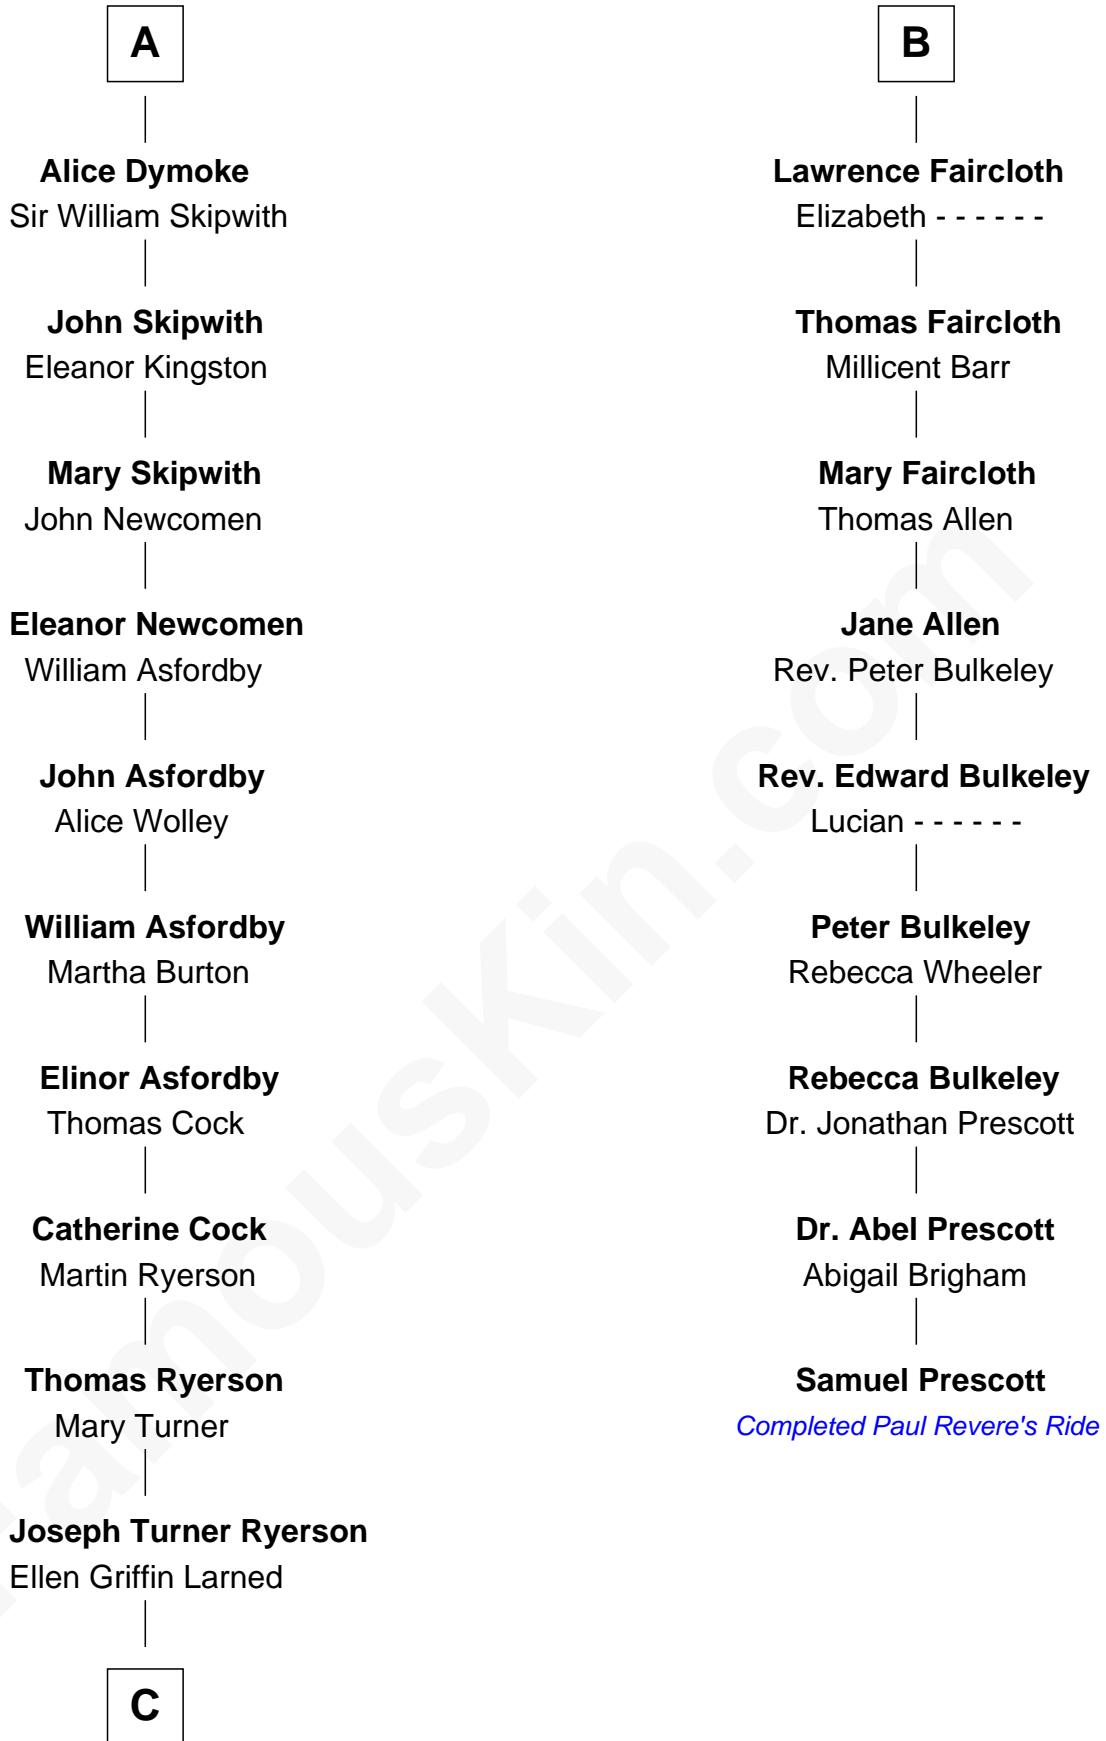 A
Alice Dymoke
Sir William Skipwith
John Skipwith
Eleanor Kingston
Mary Skipwith
John Newcomen
Eleanor Newcomen
William Asfordby
John Asfordby
Alice Wolley
William Asfordby
Martha Burton
Elinor Asfordby
Thomas Cock
Catherine Cock
Martin Ryerson
Thomas Ryerson
Mary Turner
Joseph Turner Ryerson
Ellen Griffin Larned
C
B
Lawrence Faircloth
Elizabeth - - - - - -
Thomas Faircloth
Millicent Barr
Mary Faircloth
Thomas Allen
Jane Allen
Rev. Peter Bulkeley
Rev. Edward Bulkeley
Lucian - - - - - -
Peter Bulkeley
Rebecca Wheeler
Rebecca Bulkeley
Dr. Jonathan Prescott
Dr. Abel Prescott
Abigail Brigham
Samuel Prescott
Completed Paul Revere's Ride
FamousKin.com